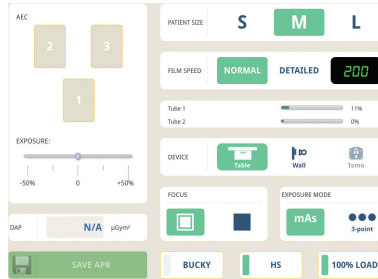 AEC
2 3
1
EXPOSURE:
-50% 0 +50%
DAP N/A μGym²
SAVE APR
PATIENT SIZE S M L
FILM SPEED NORMAL DETAILED 200
Tube 1 11%
Tube 2 0%
DEVICE Table Wall Tomo
FOCUS
EXPOSURE MODE
mAs 3-point
BUCKY HS 100% LOAD